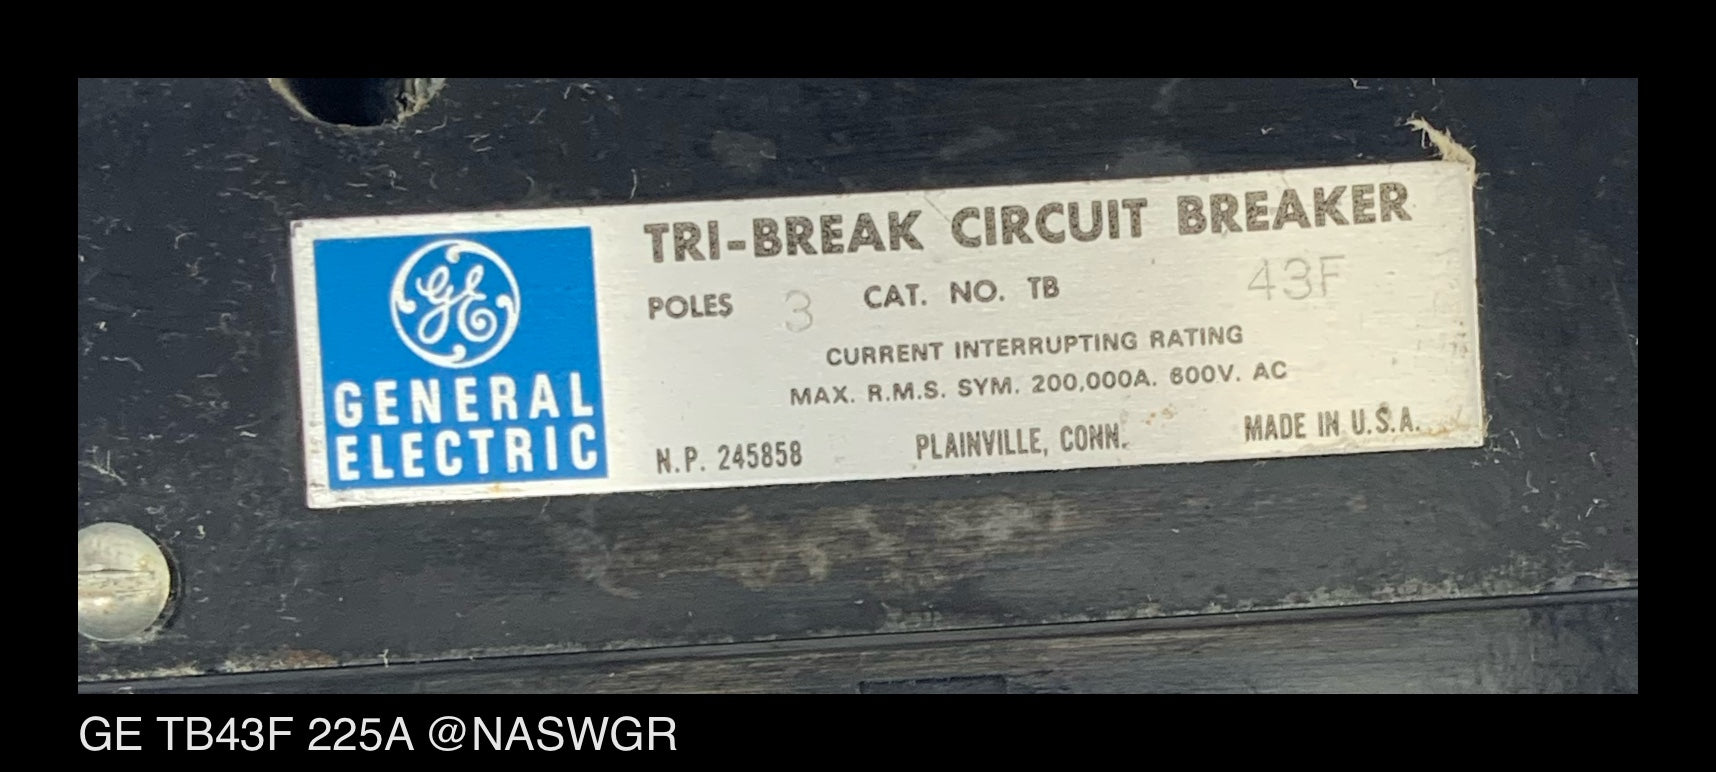 TRI-BREAK CIRCUIT BREAKER
POLES 3 CAT. NO. TB 43F
CURRENT INTERRUPTING RATING
MAX. R.M.S. SYM. 200,000A. 600V. AC
N.P. 245858 PLAINVILLE, CONN. MADE IN U.S.A.
GE
GENERAL
ELECTRIC
GE TB43F 225A @NASWGR